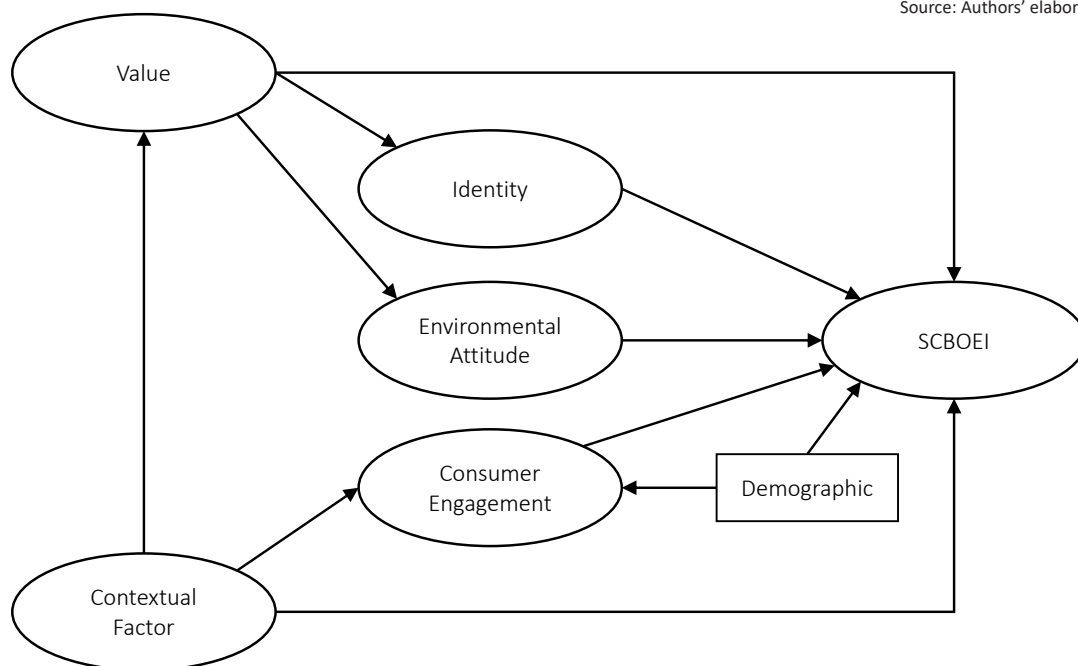 Source: Authors’ elabor
Value
Identity
Environmental
Attitude
SCBOEI
Consumer
Engagement
Demographic
Contextual
Factor